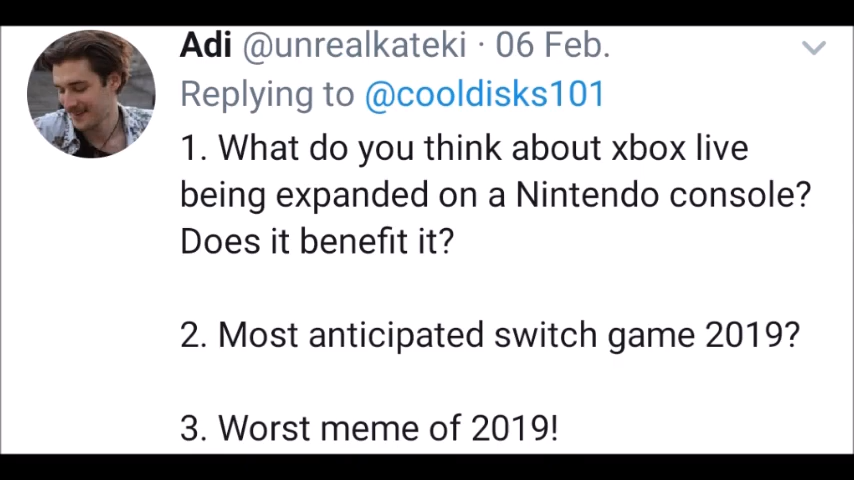 Adi @unrealkateki · 06 Feb.
Replying to @cooldisks101
1. What do you think about xbox live
being expanded on a Nintendo console?
Does it benefit it?
2. Most anticipated switch game 2019?
3. Worst meme of 2019!